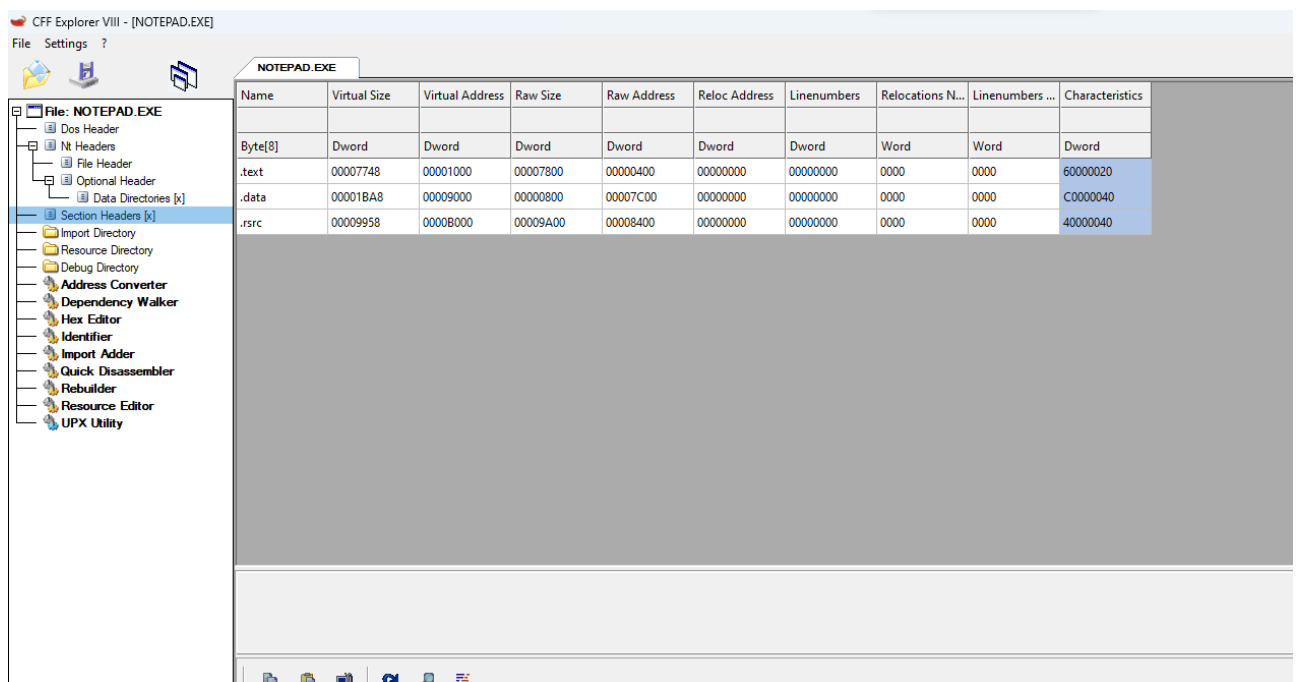 CFF Explorer VIII - [NOTEPAD.EXE]
File Settings ?
NOTEPAD.EXE
File: NOTEPAD.EXE
Dos Header
Nt Headers
File Header
Optional Header
Data Directories [x]
Section Headers [x]
Import Directory
Resource Directory
Debug Directory
Address Converter
Dependency Walker
Hex Editor
Identifier
Import Adder
Quick Disassembler
Rebuilder
Resource Editor
UPX Utility
Name Virtual Size Virtual Address Raw Size Raw Address Reloc Address Linenumbers Relocations N... Linenumbers ... Characteristics
Byte[8] Dword Dword Dword Dword Dword Dword Word Word Dword
.text 00007748 00001000 00007800 00000400 00000000 00000000 0000 0000 60000020
.data 00001BA8 00009000 00000800 00007C00 00000000 00000000 0000 0000 C0000040
.rsrc 00009958 0000B000 00009A00 00008400 00000000 00000000 0000 0000 40000040